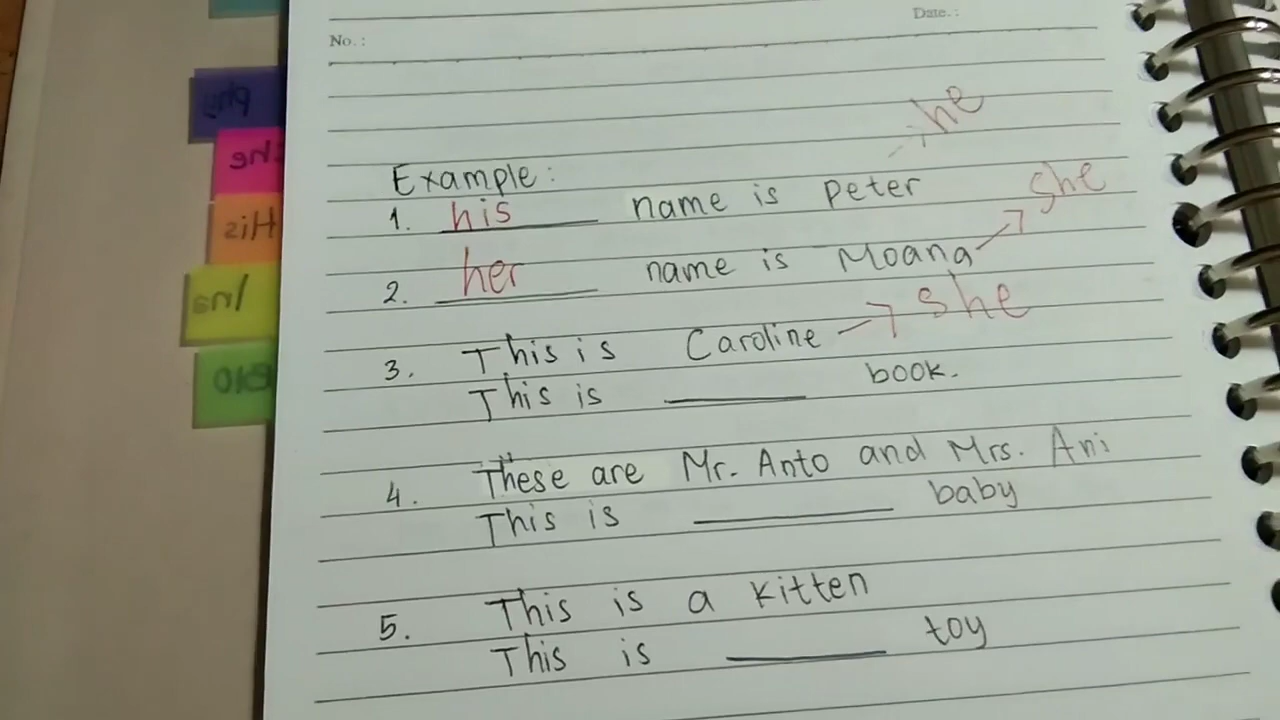 Date.:
No.:
he
Example:
1. his name is Peter she
2. her name is Moana
3. This is Caroline she
This is book.
4. These are Mr. Anto and Mrs. Ani
This is baby
5. This is a kitten
This is toy